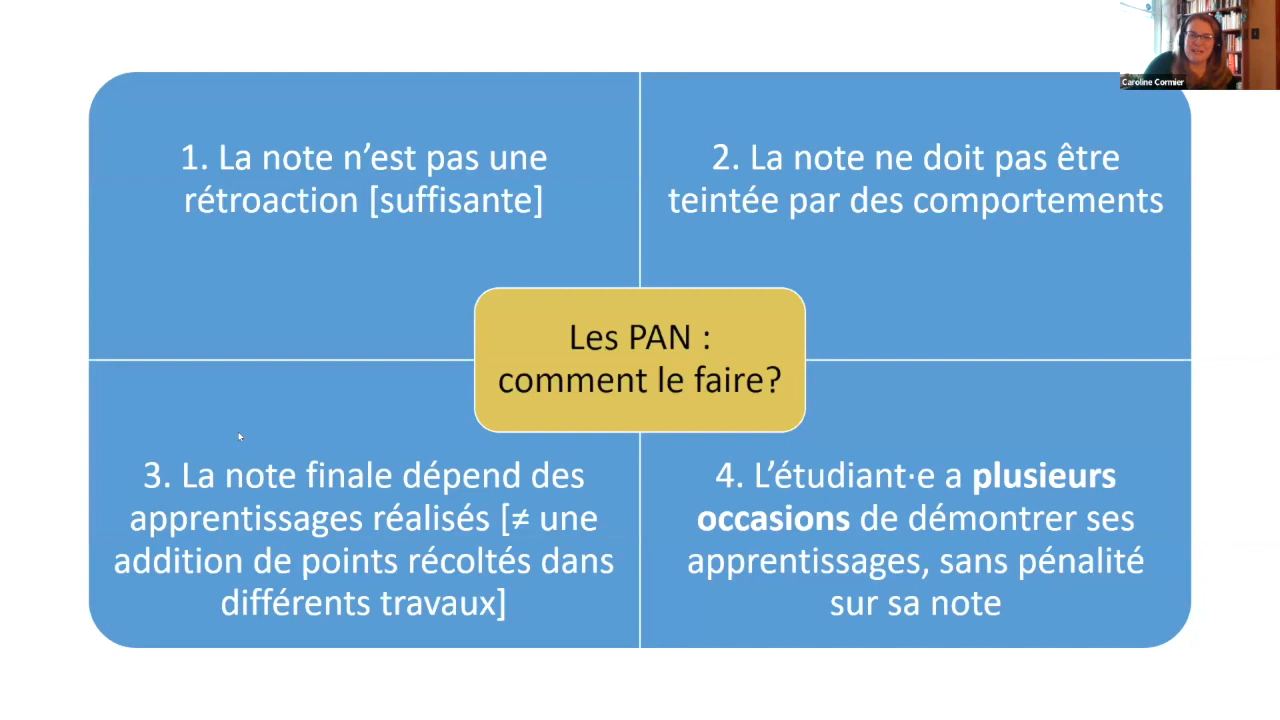 Caroline Cormier
1. La note n’est pas une
rétroaction [suffisante]
2. La note ne doit pas être
teintée par des comportements
Les PAN :
comment le faire?
3. La note finale dépend des
apprentissages réalisés [≠ une
addition de points récoltés dans
différents travaux]
4. L’étudiant·e a plusieurs
occasions de démontrer ses
apprentissages, sans pénalité
sur sa note